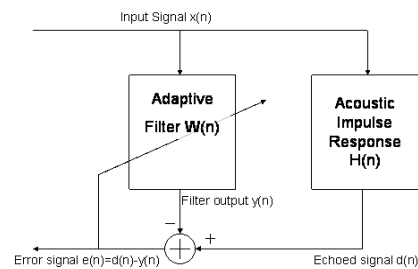 Input Signal x(n)
Adaptive
Filter W(n)
Acoustic
Impulse
Response
H(n)
Filter output y(n)
−
+
Error signal e(n)=d(n)-y(n)
Echoed signal d(n)